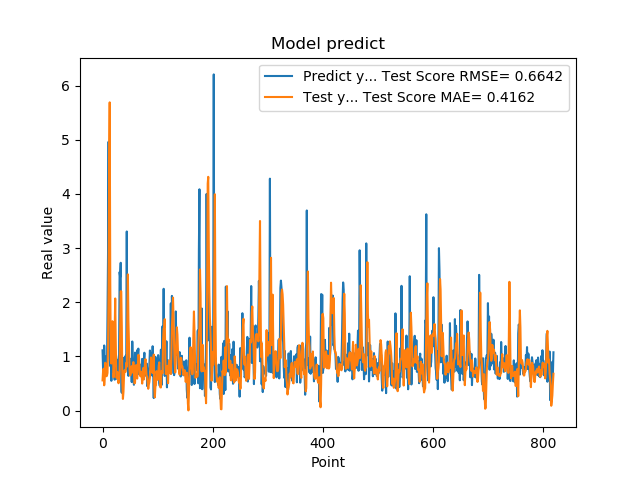 Model predict
Predict y... Test Score RMSE= 0.6642
Test y... Test Score MAE= 0.4162
Real value
6
5
4
3
2
1
0
0 200 400 600 800
Point